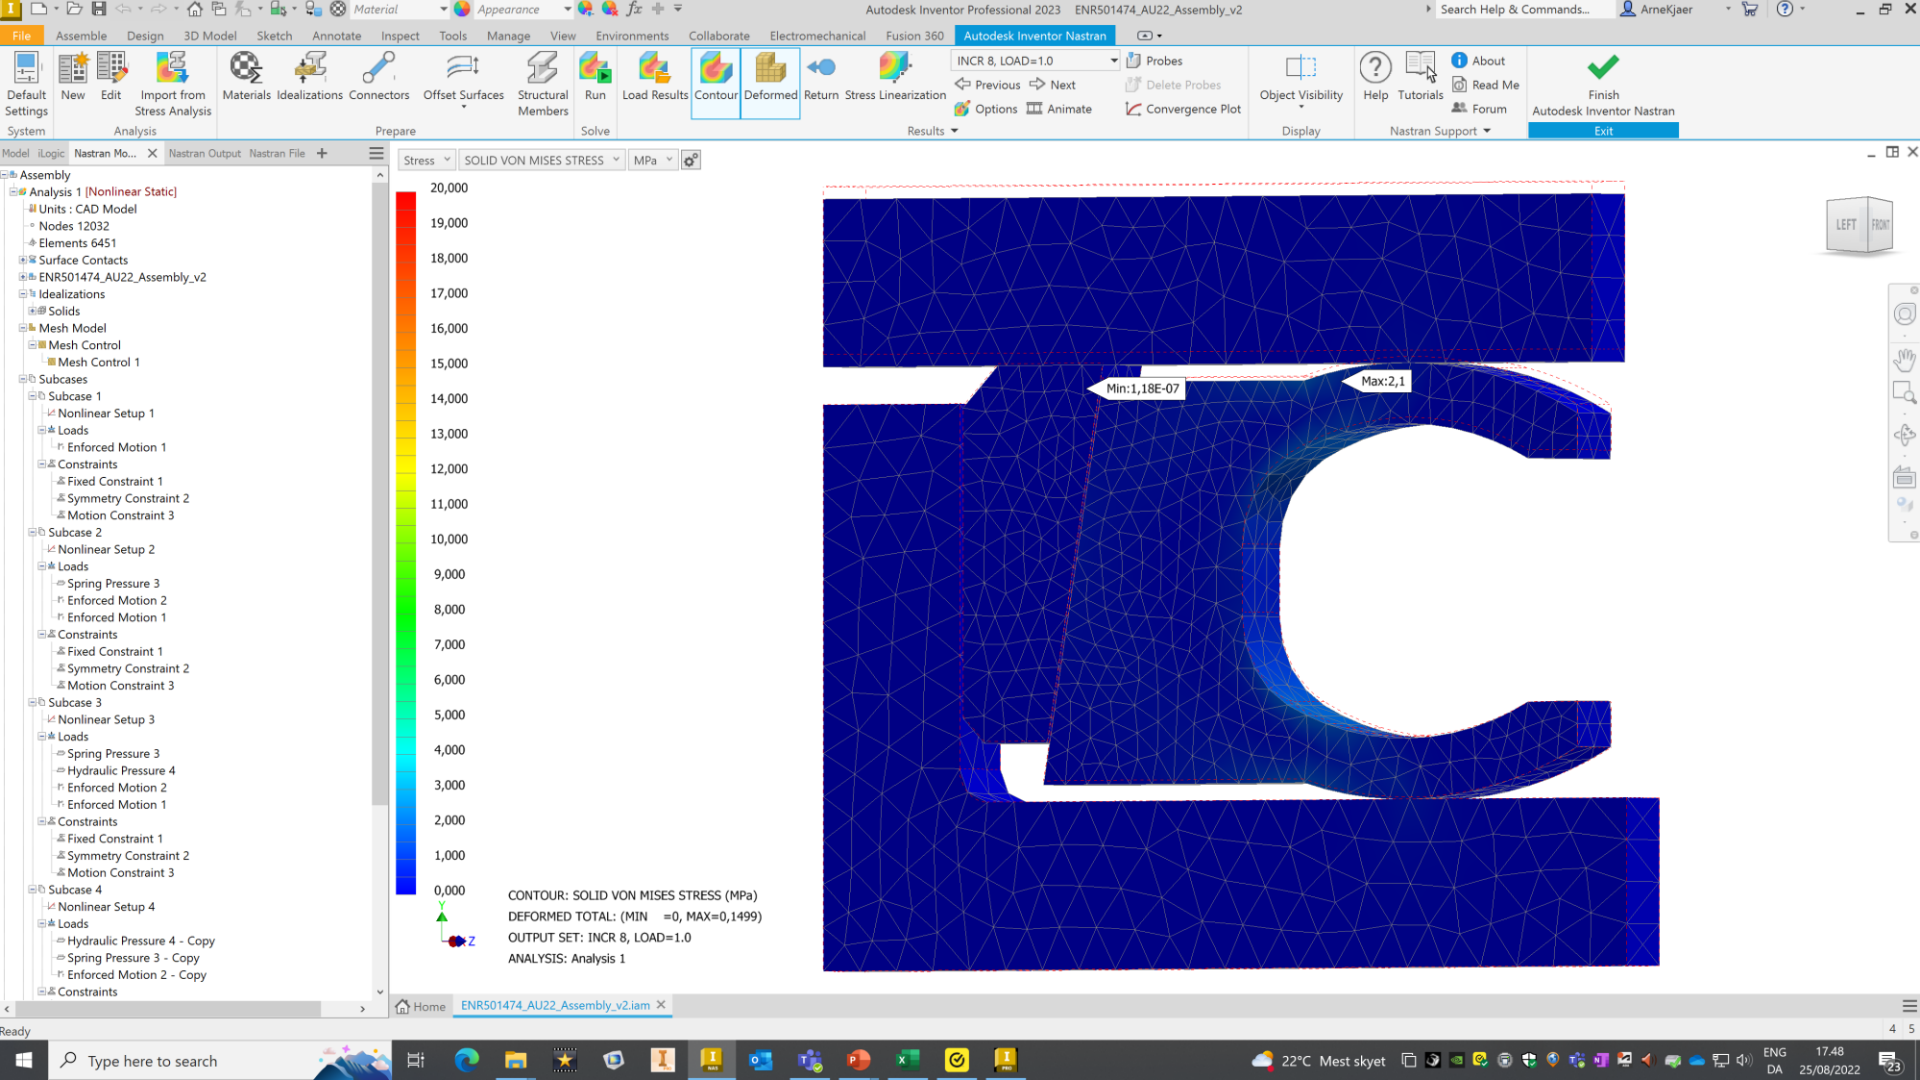 Material
Appearance
fx
Autodesk Inventor Professional 2023 ENR501474_AU22_Assembly_v2
Search Help & Commands...
ArneKjaer
File
Assemble
Design
3D Model
Sketch
Annotate
Inspect
Tools
Manage
View
Environments
Collaborate
Electromechanical
Fusion 360
Autodesk Inventor Nastran
Default Settings
New
Edit
Import from Stress Analysis
Materials
Idealizations
Connectors
Offset Surfaces
Structural Members
Run
Load Results
Contour
Deformed
Return
Stress Linearization
INCR 8, LOAD=1.0
Previous
Next
Options
Animate
Probes
Delete Probes
Convergence Plot
Object Visibility
Help
Tutorials
About
Read Me
Forum
Finish
Autodesk Inventor Nastran
System
Analysis
Prepare
Solve
Results
Display
Nastran Support
Exit
Model
iLogic
Nastran Mo...
Nastran Output
Nastran File
Assembly
Analysis 1 [Nonlinear Static]
Units : CAD Model
Nodes 12032
Elements 6451
Surface Contacts
ENR501474_AU22_Assembly_v2
Idealizations
Solids
Mesh Model
Mesh Control
Mesh Control 1
Subcases
Subcase 1
Nonlinear Setup 1
Loads
Enforced Motion 1
Constraints
Fixed Constraint 1
Symmetry Constraint 2
Motion Constraint 3
Subcase 2
Nonlinear Setup 2
Loads
Spring Pressure 3
Enforced Motion 2
Enforced Motion 1
Constraints
Fixed Constraint 1
Symmetry Constraint 2
Motion Constraint 3
Subcase 3
Nonlinear Setup 3
Loads
Spring Pressure 3
Hydraulic Pressure 4
Enforced Motion 2
Enforced Motion 1
Constraints
Fixed Constraint 1
Symmetry Constraint 2
Motion Constraint 3
Subcase 4
Nonlinear Setup 4
Loads
Hydraulic Pressure 4 - Copy
Spring Pressure 3 - Copy
Enforced Motion 2 - Copy
Constraints
Stress
SOLID VON MISES STRESS
MPa
20,000
19,000
18,000
17,000
16,000
15,000
14,000
13,000
12,000
11,000
10,000
9,000
8,000
7,000
6,000
5,000
4,000
3,000
2,000
1,000
0,000
Min:1,18E-07
Max:2,1
LEFT
FRONT
Y
Z
CONTOUR: SOLID VON MISES STRESS (MPa)
DEFORMED TOTAL: (MIN =0, MAX=0,1499)
OUTPUT SET: INCR 8, LOAD=1.0
ANALYSIS: Analysis 1
Home
ENR501474_AU22_Assembly_v2.iam
Ready
4 5
Type here to search
22°C Mest skyet
ENG
DA
17.48
25/08/2022
23